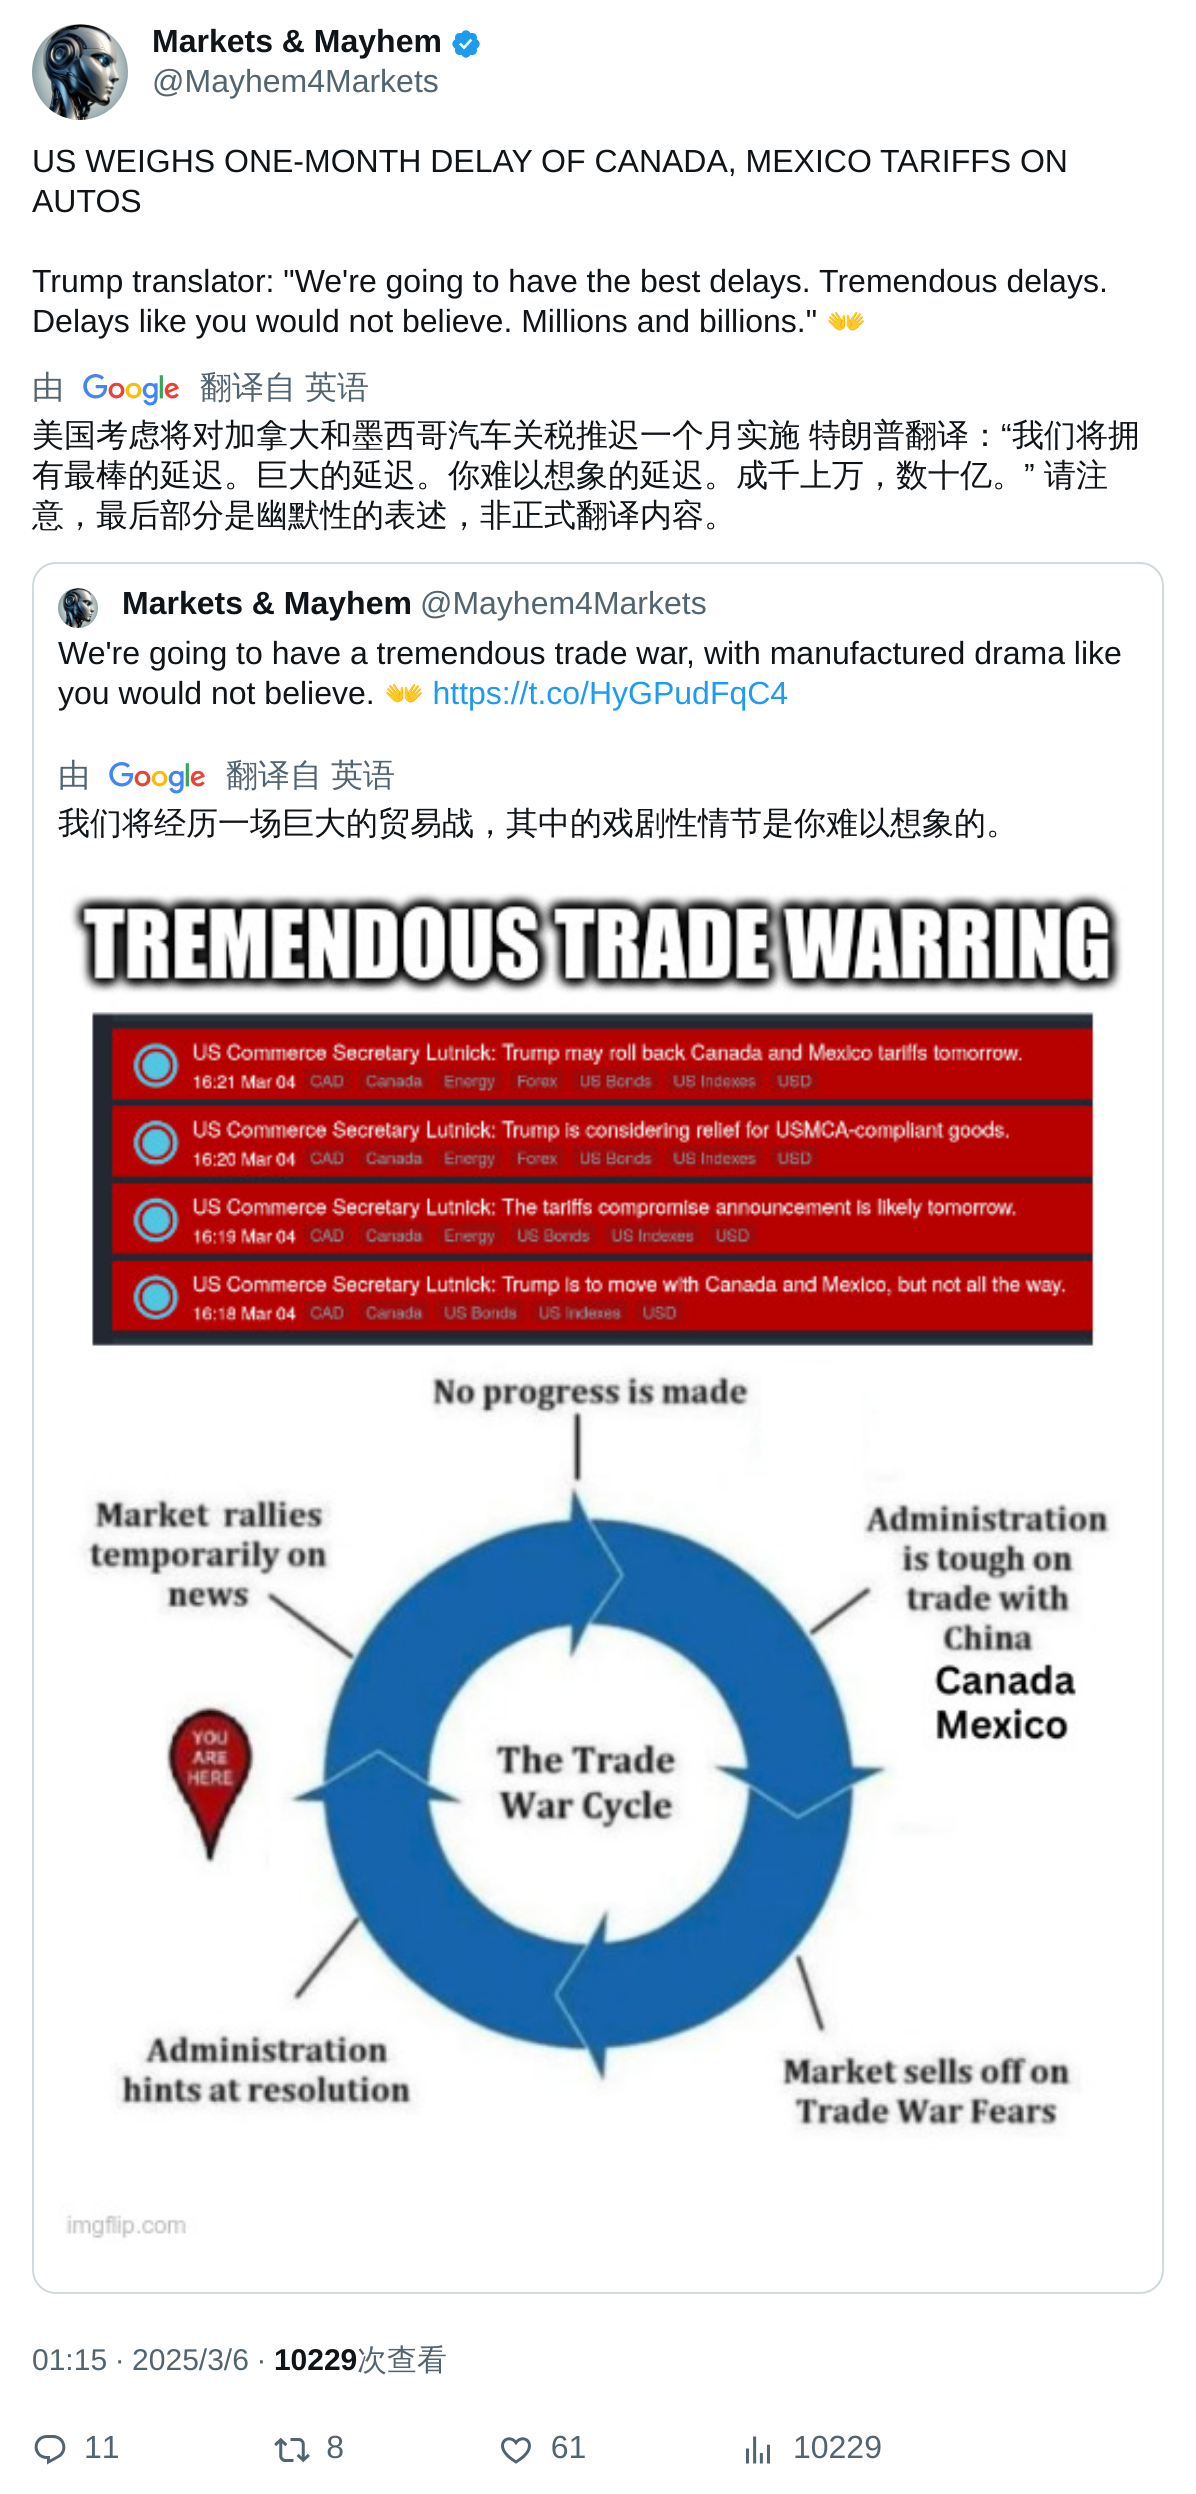 Markets & Mayhem
@Mayhem4Markets
US WEIGHS ONE-MONTH DELAY OF CANADA, MEXICO TARIFFS ON
AUTOS
Trump translator: "We're going to have the best delays. Tremendous delays.
Delays like you would not believe. Millions and billions." 👐
由 Google 翻译自 英语
美国考虑将对加拿大和墨西哥汽车关税推迟一个月实施 特朗普翻译：“我们将拥
有最棒的延迟。巨大的延迟。你难以想象的延迟。成千上万，数十亿。” 请注
意，最后部分是幽默性的表述，非正式翻译内容。
Markets & Mayhem @Mayhem4Markets
We're going to have a tremendous trade war, with manufactured drama like
you would not believe. 👐 https://t.co/HyGPudFqC4
由 Google 翻译自 英语
我们将经历一场巨大的贸易战，其中的戏剧性情节是你难以想象的。
TREMENDOUS TRADE WARRING
US Commerce Secretary Lutnick: Trump may roll back Canada and Mexico tariffs tomorrow.
16:21 Mar 04 CAD Canada Energy Forex US Bonds US Indexes USD
US Commerce Secretary Lutnick: Trump is considering relief for USMCA-compliant goods.
16:20 Mar 04 CAD Canada Energy Forex US Bonds US Indexes USD
US Commerce Secretary Lutnick: The tariffs compromise announcement is likely tomorrow.
16:19 Mar 04 CAD Canada Energy US Bonds US Indexes USD
US Commerce Secretary Lutnick: Trump is to move with Canada and Mexico, but not all the way.
16:18 Mar 04 CAD Canada US Bonds US Indexes USD
No progress is made
Market rallies
temporarily on
news
Administration
is tough on
trade with
China
Canada
Mexico
YOU
ARE
HERE
The Trade
War Cycle
Administration
hints at resolution
Market sells off on
Trade War Fears
imgflip.com
01:15 · 2025/3/6 · 10229次查看
11 8 61 10229